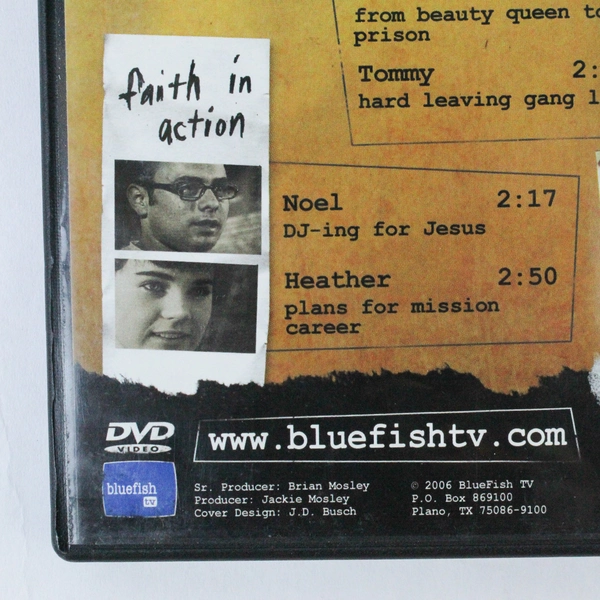 from beauty queen to
prison
Tommy 2:
hard leaving gang
faith in
action
Noel 2:17
DJ-ing for Jesus
Heather 2:50
plans for mission
career
DVD
VIDEO
www.bluefishtv.com
bluefish
tv
Sr. Producer: Brian Mosley
Producer: Jackie Mosley
Cover Design: J.D. Busch
© 2006 BlueFish TV
P.O. Box 869100
Plano, TX 75086-9100